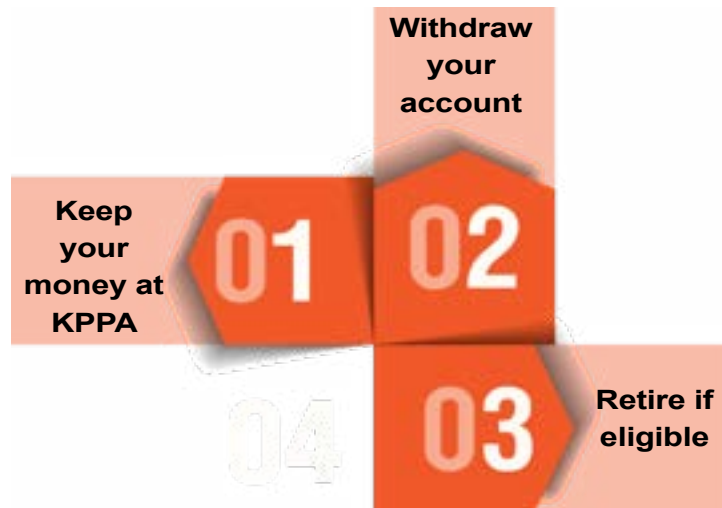 Withdraw
your
account
Keep
your
money at
KPPA
01
02
03
Retire if
eligible
04